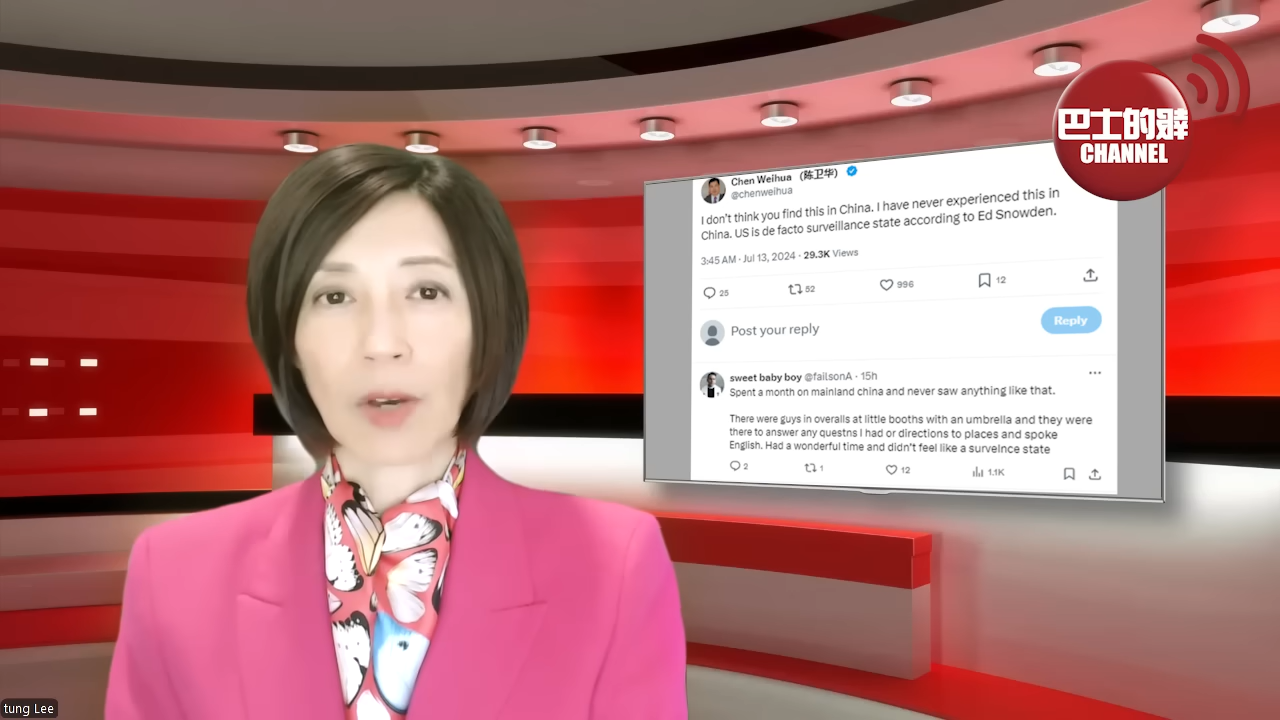 巴士的報
CHANNEL
Chen Weihua (陈卫华)
@chenweihua
I don't think you find this in China. I have never experienced this in
China. US is de facto surveillance state according to Ed Snowden.
3:45 AM · Jul 13, 2024 · 29.3K Views
25 52 996 12
Post your reply
Reply
sweet baby boy @failsonA · 15h
Spent a month on mainland china and never saw anything like that.
There were guys in overalls at little booths with an umbrella and they were
there to answer any questns I had or directions to places and spoke
English. Had a wonderful time and didn't feel like a surveInce state
2 1 12 1.1K
tung Lee